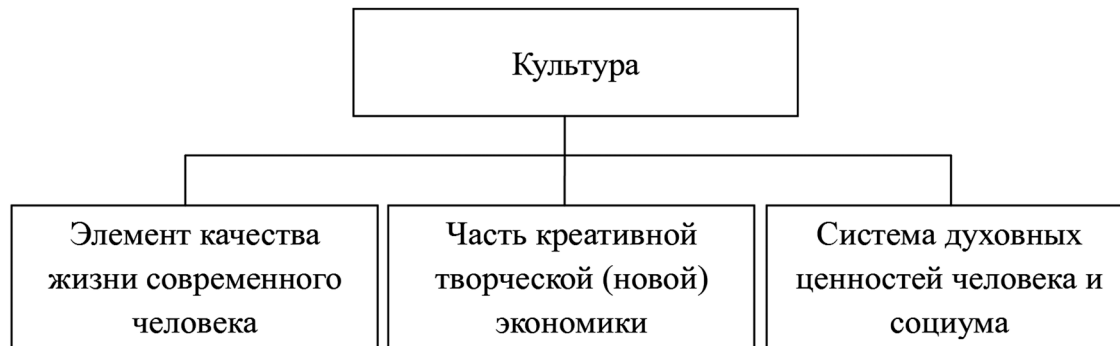 Культура
Элемент качества
жизни современного
человека
Часть креативной
творческой (новой)
экономики
Система духовных
ценностей человека и
социума